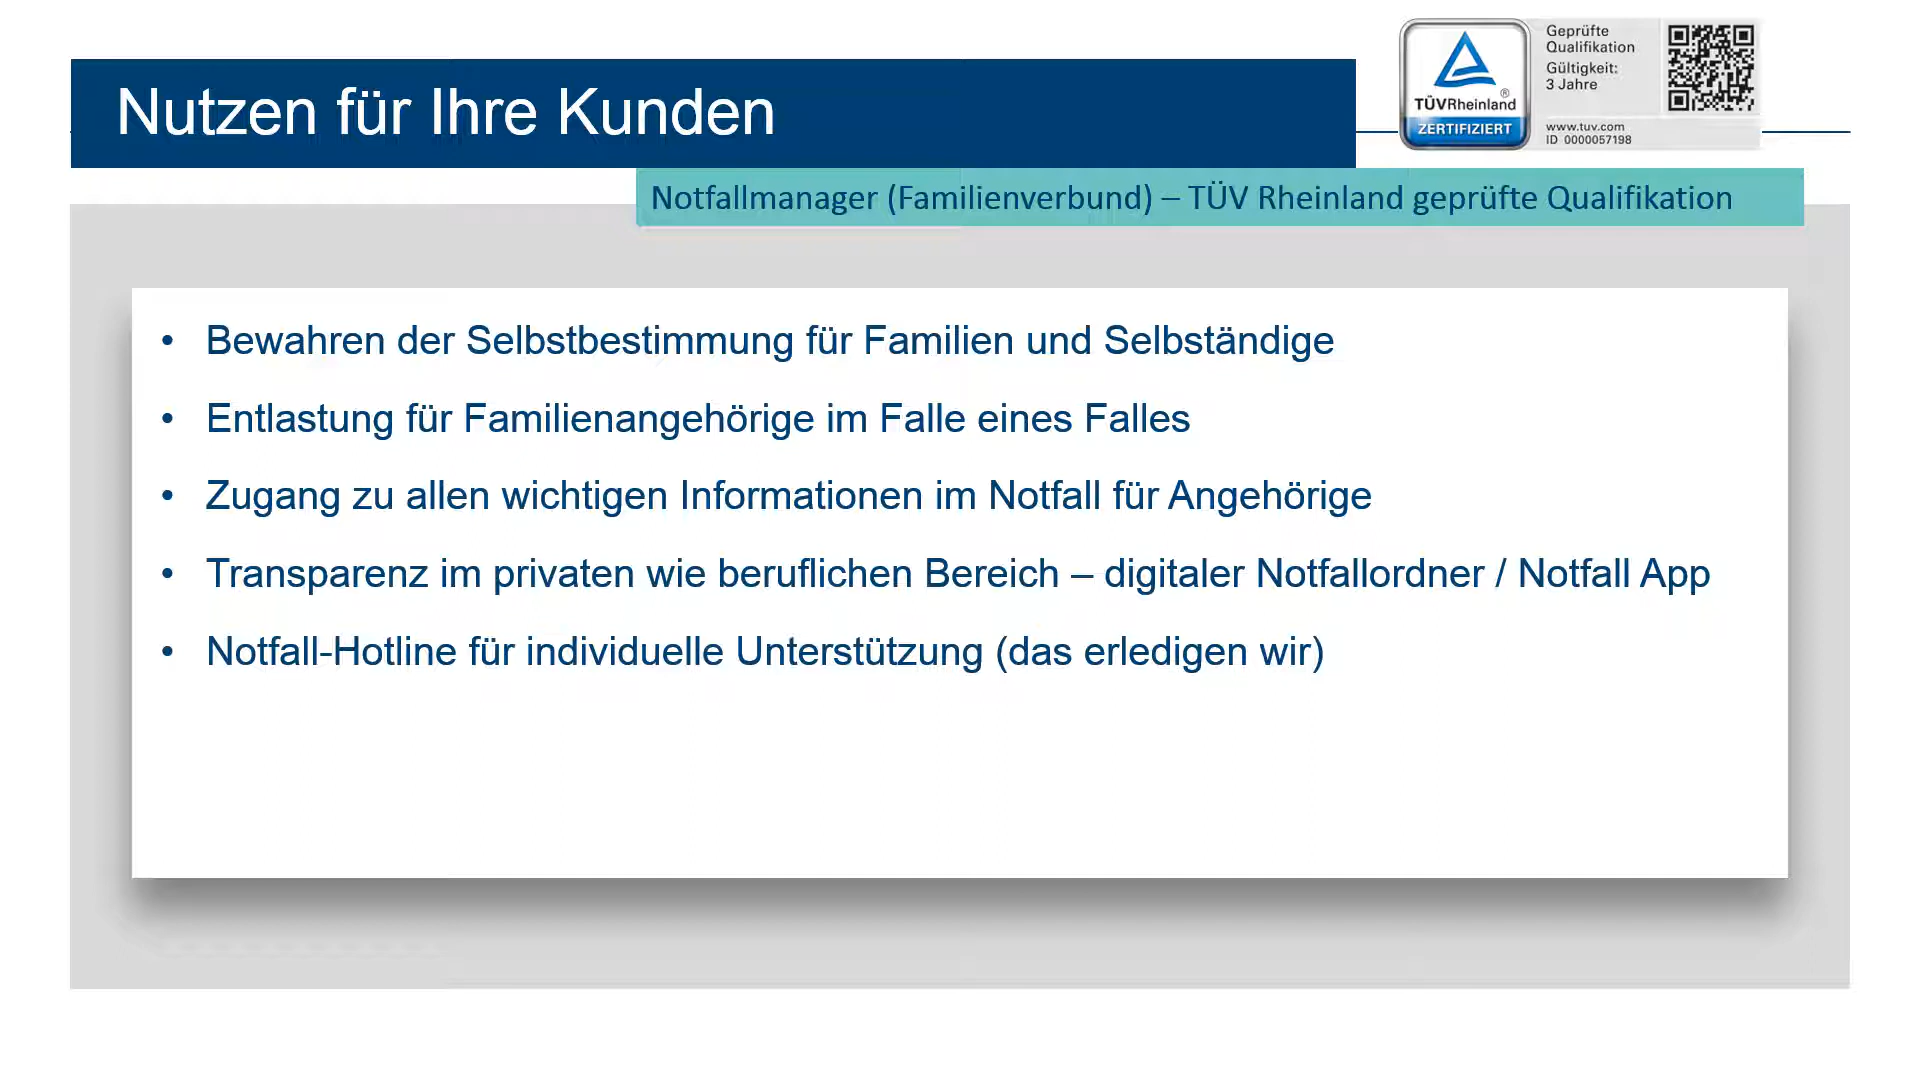 Nutzen für Ihre Kunden
TÜVRheinland®
ZERTIFIZIERT
Geprüfte
Qualifikation
Gültigkeit:
3 Jahre
www.tuv.com
ID 0000057198
Notfallmanager (Familienverbund) – TÜV Rheinland geprüfte Qualifikation
• Bewahren der Selbstbestimmung für Familien und Selbständige
• Entlastung für Familienangehörige im Falle eines Falles
• Zugang zu allen wichtigen Informationen im Notfall für Angehörige
• Transparenz im privaten wie beruflichen Bereich – digitaler Notfallordner / Notfall App
• Notfall-Hotline für individuelle Unterstützung (das erledigen wir)